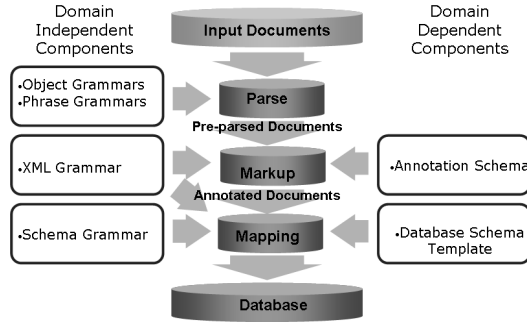 Domain
Independent
Components
Input Documents
Domain
Dependent
Components
•Object Grammars
•Phrase Grammars
Parse
Pre-parsed Documents
•XML Grammar
Markup
•Annotation Schema
Annotated Documents
•Schema Grammar
Mapping
•Database Schema
Template
Database